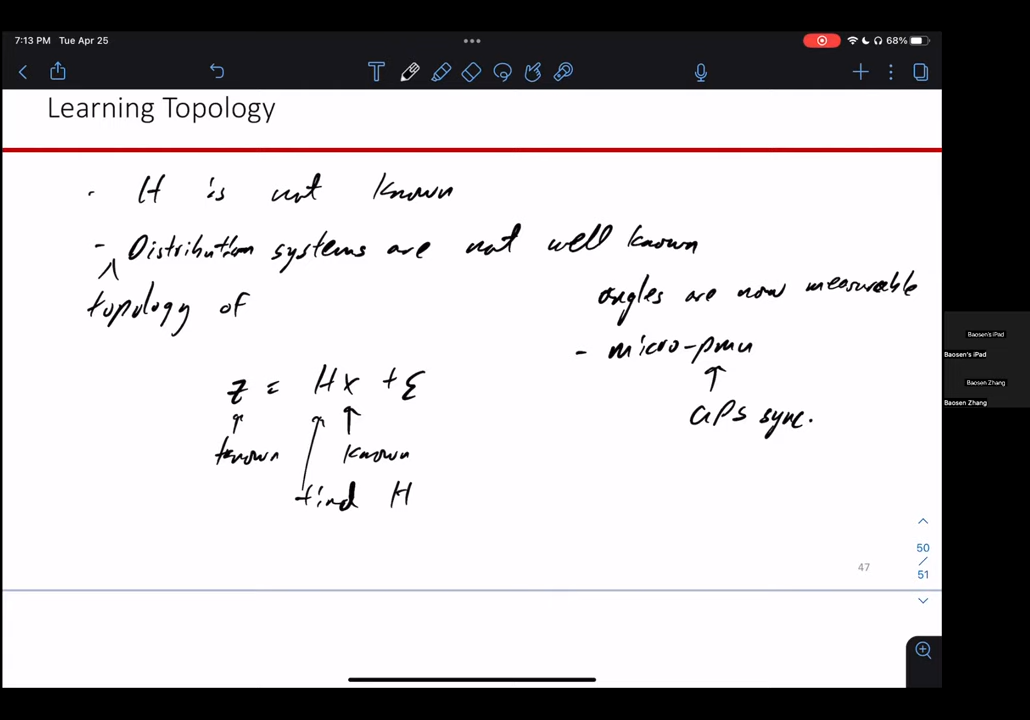 7:13 PM Tue Apr 25
68%
Learning Topology
· H is not known
- Distribution systems are not well known
topology of
angles are now measurable
- micro-pmu
GPS sync.
z = Hx + ε
known
known
find H
50
/
51
47
Baosen's iPad
Baosen's iPad
Baosen Zhang
Baosen Zhang